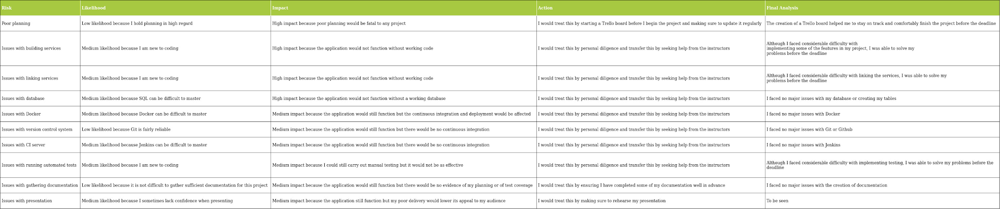 Risk Likelihood Impact Action Final Analysis
Poor planning Low likelihood because I hold planning in high regard High impact because poor planning would be fatal to any project I would treat this by starting a Trello board before I begin the project and making sure to update it regularly The creation of a Trello board helped me to stay on track and comfortably finish the project before the deadline
Issues with building services Medium likelihood because I am new to coding High impact because the application would not function without working code I would treat this by personal diligence and transfer this by seeking help from the instructors Although I faced considerable difficulty with
implementing some of the features in my project, I was able to solve my
problems before the deadline
Issues with linking services Medium likelihood because I am new to coding High impact because the application would not function without working code I would treat this by personal diligence and transfer this by seeking help from the instructors Although I faced considerable difficulty with linking the services, I was able to solve my
problems before the deadline
Issues with database Medium likelihood because SQL can be difficult to master High impact because the application would not function without a working database I would treat this by personal diligence and transfer this by seeking help from the instructors I faced no major issues with my database or creating my tables
Issues with Docker Medium likelihood because Docker can be difficult to master Medium impact because the application would still function but the continuous integration and deployment would be affected I would treat this by personal diligence and transfer this by seeking help from the instructors I faced no major issues with Docker
Issues with version control system Low likelihood because Git is fairly reliable Medium impact because the application would still function but there would be no continuous integration I would treat this by personal diligence and transfer this by seeking help from the instructors I faced no major issues with Git or Github
Issues with CI server Medium likelihood because Jenkins can be difficult to master Medium impact because the application would still function but there would be no continuous integration I would treat this by personal diligence and transfer this by seeking help from the instructors I faced no major issues with Jenkins
Issues with running automated tests Medium likelihood because I am new to coding Medium impact because I could still carry out manual testing but it would not be as effective I would treat this by personal diligence and transfer this by seeking help from the instructors Although I faced considerable difficulty with implementing testing, I was able to solve my problems before the
deadline
Issues with gathering documentation Low likelihood because it is not difficult to gather sufficient documentation for this project Medium impact because the application would still function but there would be no evidence of my planning or of test coverage I would treat this by ensuring I have completed some of my documentation well in advance I faced no major issues with the creation of documentation
Issues with presentation Medium likelihood because I sometimes lack confidence when presenting Medium impact because the application still function but my poor delivery would lower its appeal to my audience I would treat this by making sure to rehearse my presentation To be seen